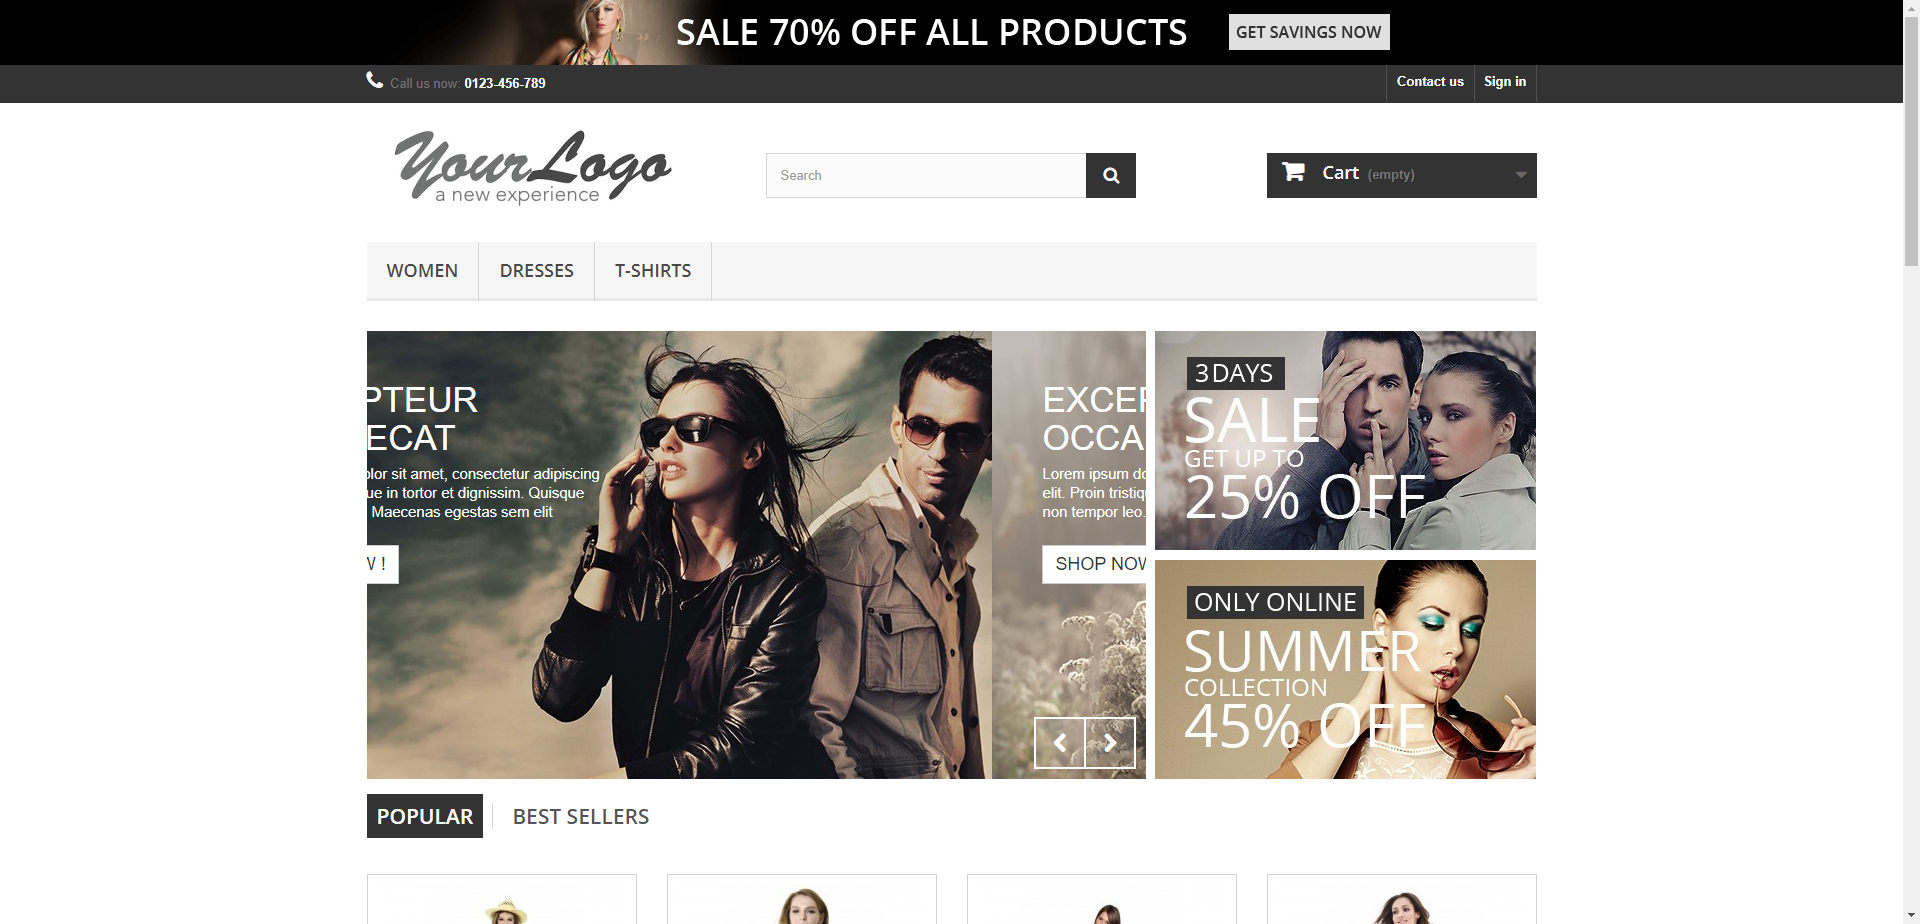 SALE 70% OFF ALL PRODUCTS GET SAVINGS NOW
Call us now: 0123-456-789
Contact us Sign in
YourLogo
a new experience
Search
Cart (empty)
WOMEN DRESSES T-SHIRTS
PTEUR
ECAT
olor sit amet, consectetur adipiscing
ue in tortor et dignissim. Quisque
Maecenas egestas sem elit
W !
EXCEP
OCCA
Lorem ipsum do
elit. Proin tristiq
non tempor leo.
SHOP NOW
3 DAYS
SALE
GET UP TO
25% OFF
ONLY ONLINE
SUMMER
COLLECTION
45% OFF
POPULAR BEST SELLERS